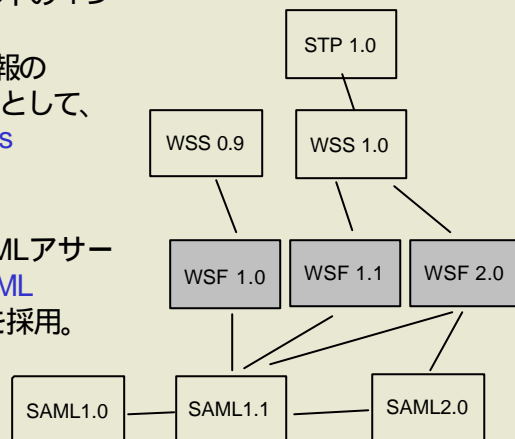 報の
として、
s
MLアサー
ML
を採用。
STP 1.0
WSS 0.9
WSS 1.0
WSF 1.0
WSF 1.1
WSF 2.0
SAML1.0
SAML1.1
SAML2.0